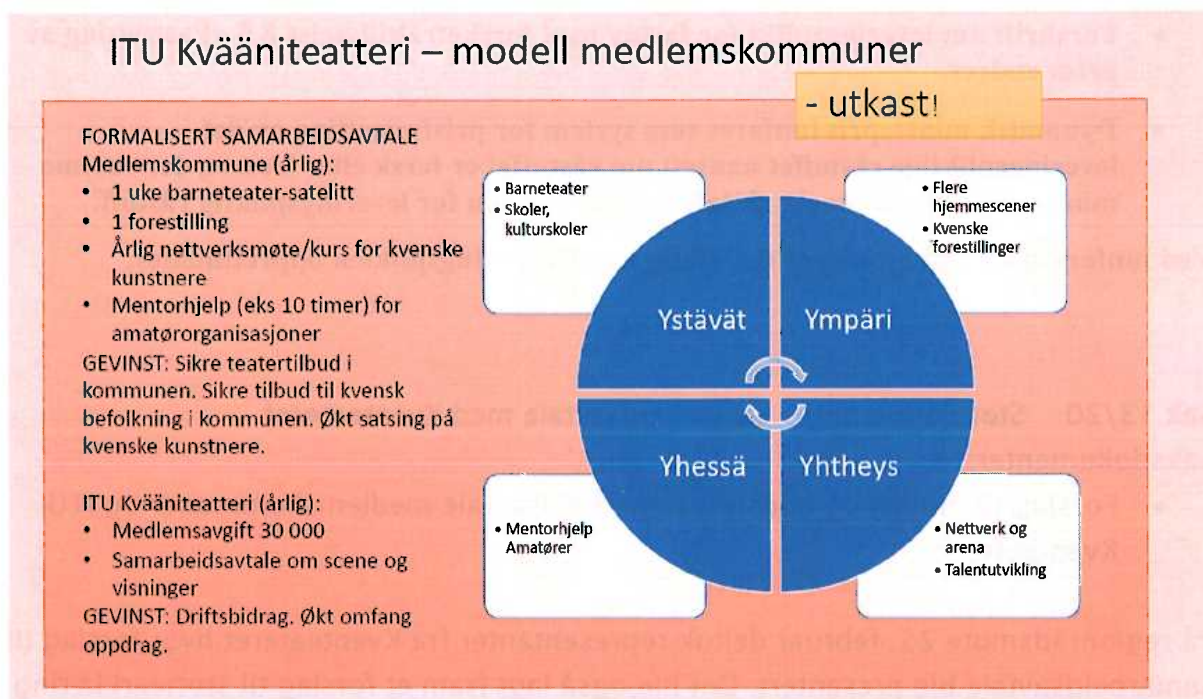 ITU Kvääniteatteri – modell medlemskommuner
- utkast!
FORMALISERT SAMARBEIDSAVTALE
Medlemskommune (årlig):
• 1 uke barneteater-satelitt
• 1 forestilling
• Årlig nettverksmøte/kurs for kvenske
kunstnere
• Mentorhjelp (eks 10 timer) for
amatørorganisasjoner
GEVINST: Sikre teatertilbud i
kommunen. Sikre tilbud til kvensk
befolkning i kommunen. Økt satsing på
kvenske kunstnere.
ITU Kvääniteatteri (årlig):
• Medlemsavgift 30 000
• Samarbeidsavtale om scene og
visninger
GEVINST: Driftsbidrag. Økt omfang
oppdrag.
• Barneteater
• Skoler,
kulturskoler
• Flere
hjemmescener
• Kvenske
forestillinger
Ystävät
Ympäri
Yhessä
Yhtheys
• Mentorhjelp
Amatører
• Nettverk og
arena
• Talentutvikling